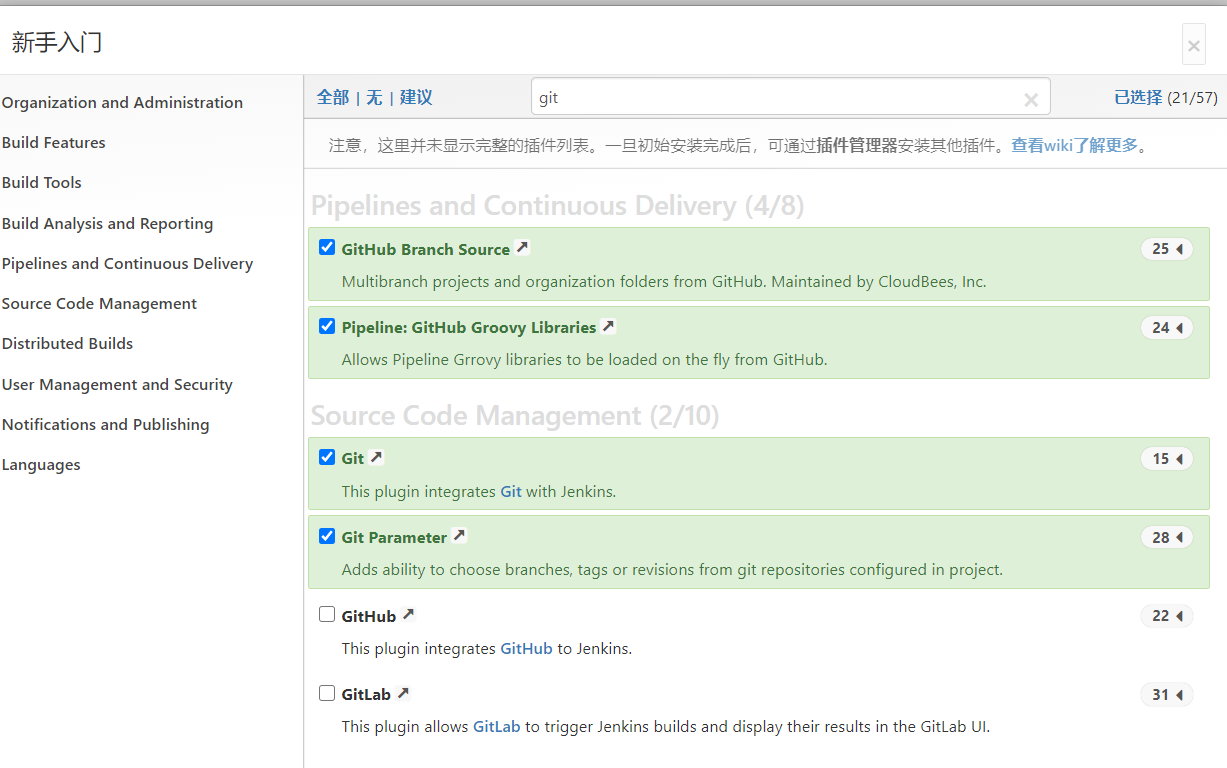 新手入门
×
Organization and Administration
Build Features
Build Tools
Build Analysis and Reporting
Pipelines and Continuous Delivery
Source Code Management
Distributed Builds
User Management and Security
Notifications and Publishing
Languages
全部 | 无 | 建议
git
已选择 (21/57)
注意，这里并未显示完整的插件列表。一旦初始安装完成后，可通过插件管理器安装其他插件。查看wiki了解更多。
Pipelines and Continuous Delivery (4/8)
GitHub Branch Source 25
Multibranch projects and organization folders from GitHub. Maintained by CloudBees, Inc.
Pipeline: GitHub Groovy Libraries 24
Allows Pipeline Grrovy libraries to be loaded on the fly from GitHub.
Source Code Management (2/10)
Git 15
This plugin integrates Git with Jenkins.
Git Parameter 28
Adds ability to choose branches, tags or revisions from git repositories configured in project.
GitHub 22
This plugin integrates GitHub to Jenkins.
GitLab 31
This plugin allows GitLab to trigger Jenkins builds and display their results in the GitLab UI.